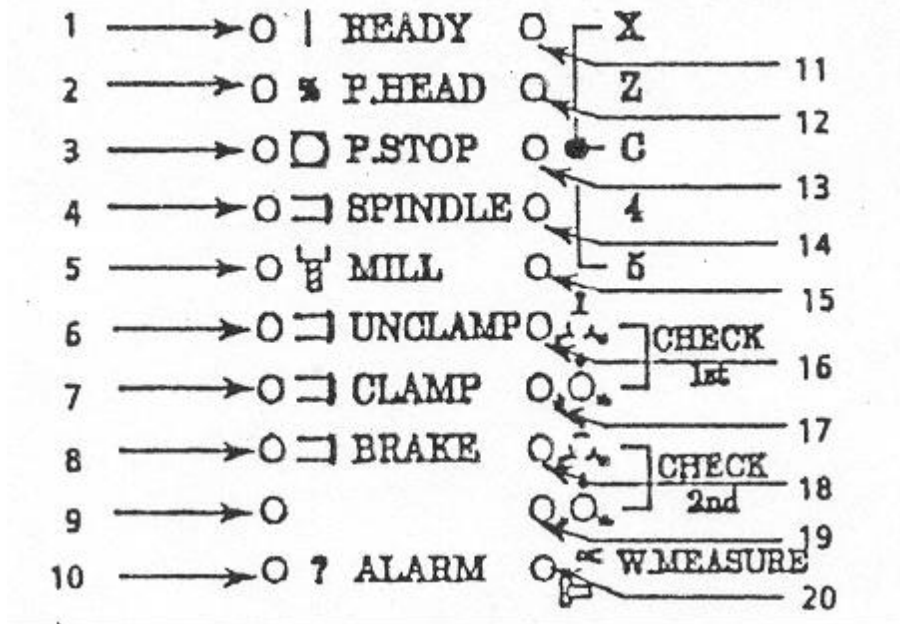 1 | READY X 11
2 % P.HEAD Z 12
3 P.STOP C 13
4 SPINDLE 4 14
5 MILL 5 15
6 UNCLAMP CHECK 1st 16
7 CLAMP 17
8 BRAKE CHECK 2nd 18
9 19
10 ? ALARM W.MEASURE 20